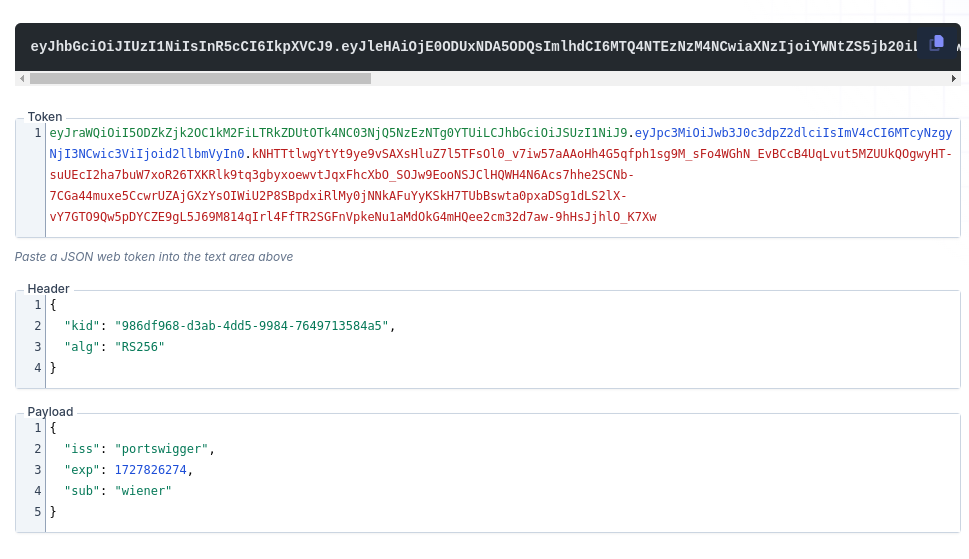 eyJhbGciOiJIUzI1NiIsInR5cCI6IkpXVCJ9.eyJleHAiOjE0ODUxNDA5ODQsImlhdCI6MTQ4NTEzNzM4NCwiaXNzIjoiYWNtZS5jb20iL
Token
1 eyJraWQiOiI5ODZkZjk2OC1kM2FiLTRkZDUtOTk4NC03NjQ5NzEzNTg0YTUiLCJhbGciOiJSUzI1NiJ9.eyJpc3MiOiJwb3J0c3dpZ2dlciIsImV4cCI6MTcyNzgy
NjI3NCwic3ViIjoid2llbmVyIn0.kNHTTtlwgYtYt9ye9vSAXsHluZ7l5TFsOl0_v7iw57aAAoHh4G5qfph1sg9M_sFo4WGhN_EvBCcB4UqLvut5MZUUkQOgwyHT-
suUEcI2ha7buW7xoR26TXKRlk9tq3gbyxoewvtJqxFhcXbO_SOJw9EooNSJClHQWH4N6Acs7hhe2SCNb-
7CGa44muxe5CcwrUZAjGXzYsOIWiU2P8SBpdxiRlMy0jNNkAFuYyKSkH7TUbBswta0pxaDSg1dLS2lX-
vY7GTO9Qw5pDYCZE9gL5J69M814qIrl4FfTR2SGFnVpkeNu1aMdOkG4mHQee2cm32d7aw-9hHsJjhlO_K7Xw
Paste a JSON web token into the text area above
Header
1 {
2 "kid": "986df968-d3ab-4dd5-9984-7649713584a5",
3 "alg": "RS256"
4 }
Payload
1 {
2 "iss": "portswigger",
3 "exp": 1727826274,
4 "sub": "wiener"
5 }